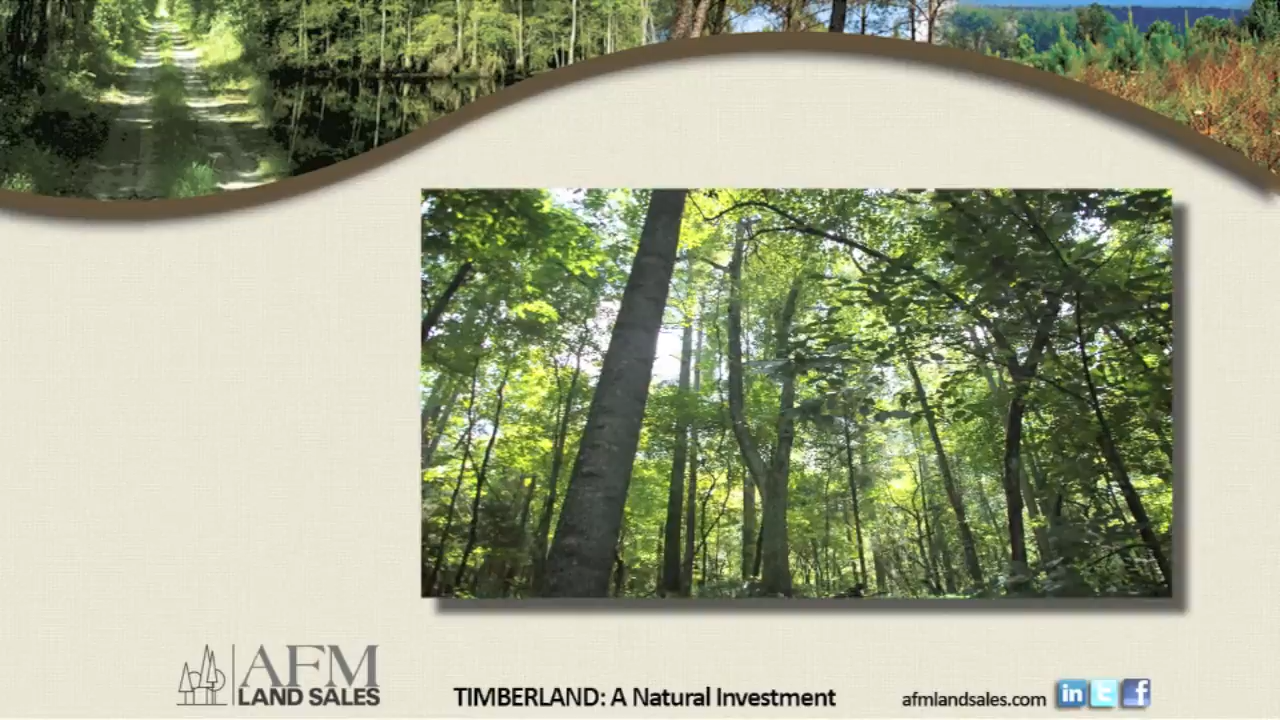 AFM
LAND SALES
TIMBERLAND: A Natural Investment
afmlandsales.com
in t f